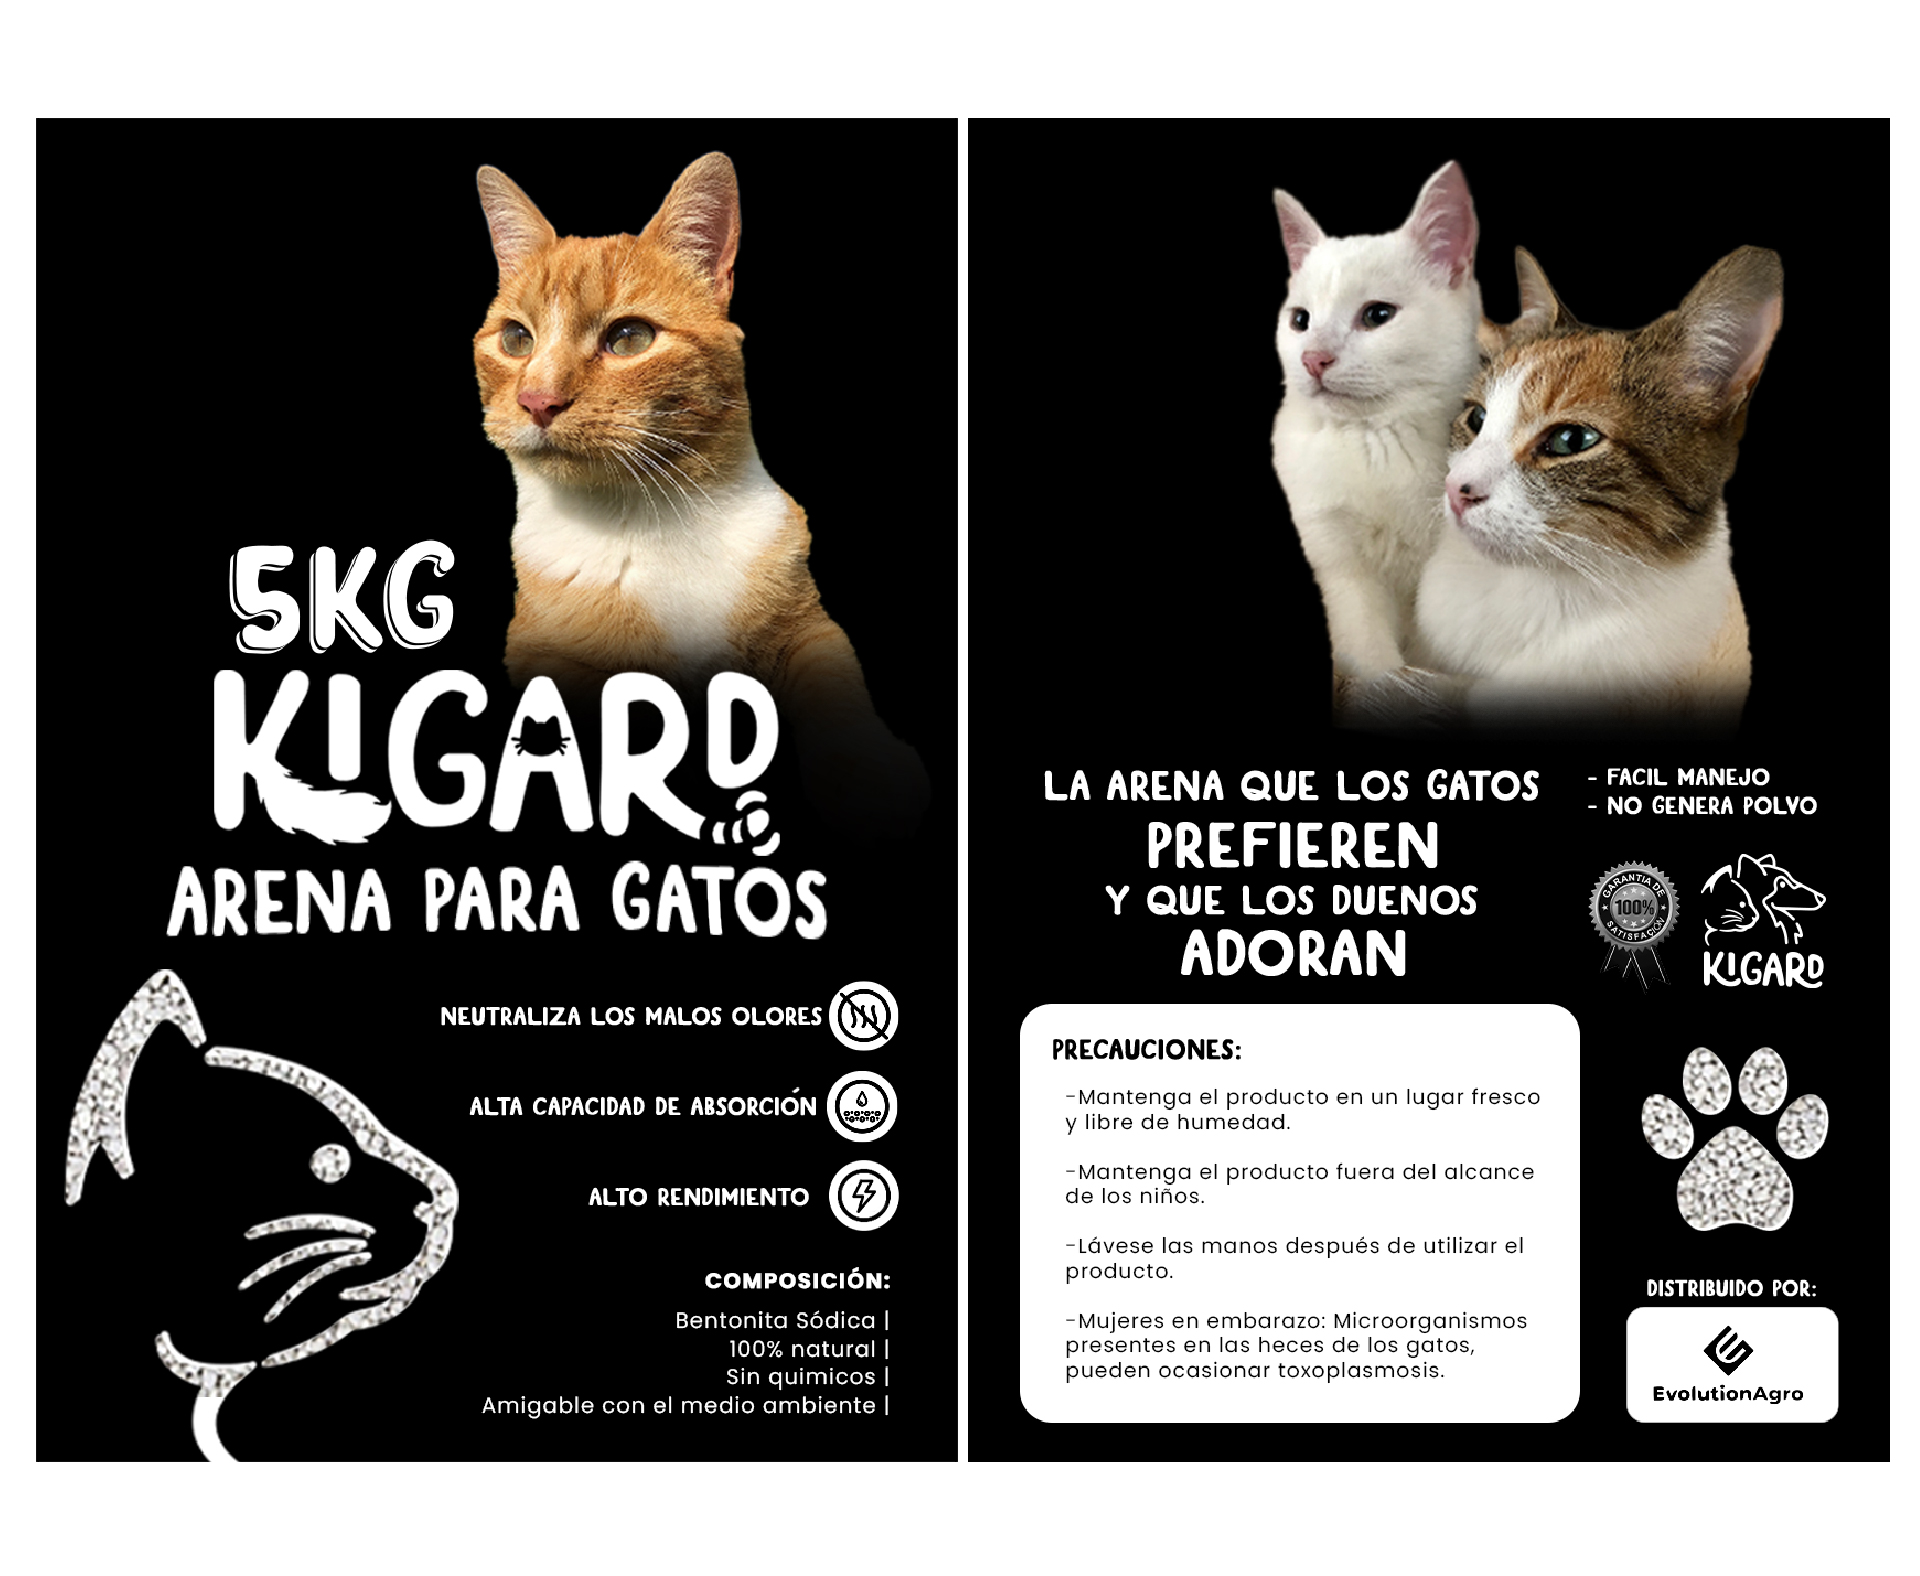 5KG
KIGARD
ARENA PARA GATOS
NEUTRALIZA LOS MALOS OLORES
ALTA CAPACIDAD DE ABSORCIÓN
ALTO RENDIMIENTO
COMPOSICIÓN:
Bentonita Sódica |
100% natural |
Sin quimicos |
Amigable con el medio ambiente |
LA ARENA QUE LOS GATOS
PREFIEREN
Y QUE LOS DUENOS
ADORAN
- FACIL MANEJO
- NO GENERA POLVO
GARANTIA DE
100%
SATISFACION
KIGARD
PRECAUCIONES:
-Mantenga el producto en un lugar fresco
y libre de humedad.
-Mantenga el producto fuera del alcance
de los niños.
-Lávese las manos después de utilizar el
producto.
-Mujeres en embarazo: Microorganismos
presentes en las heces de los gatos,
pueden ocasionar toxoplasmosis.
DISTRIBUIDO POR:
EvolutionAgro